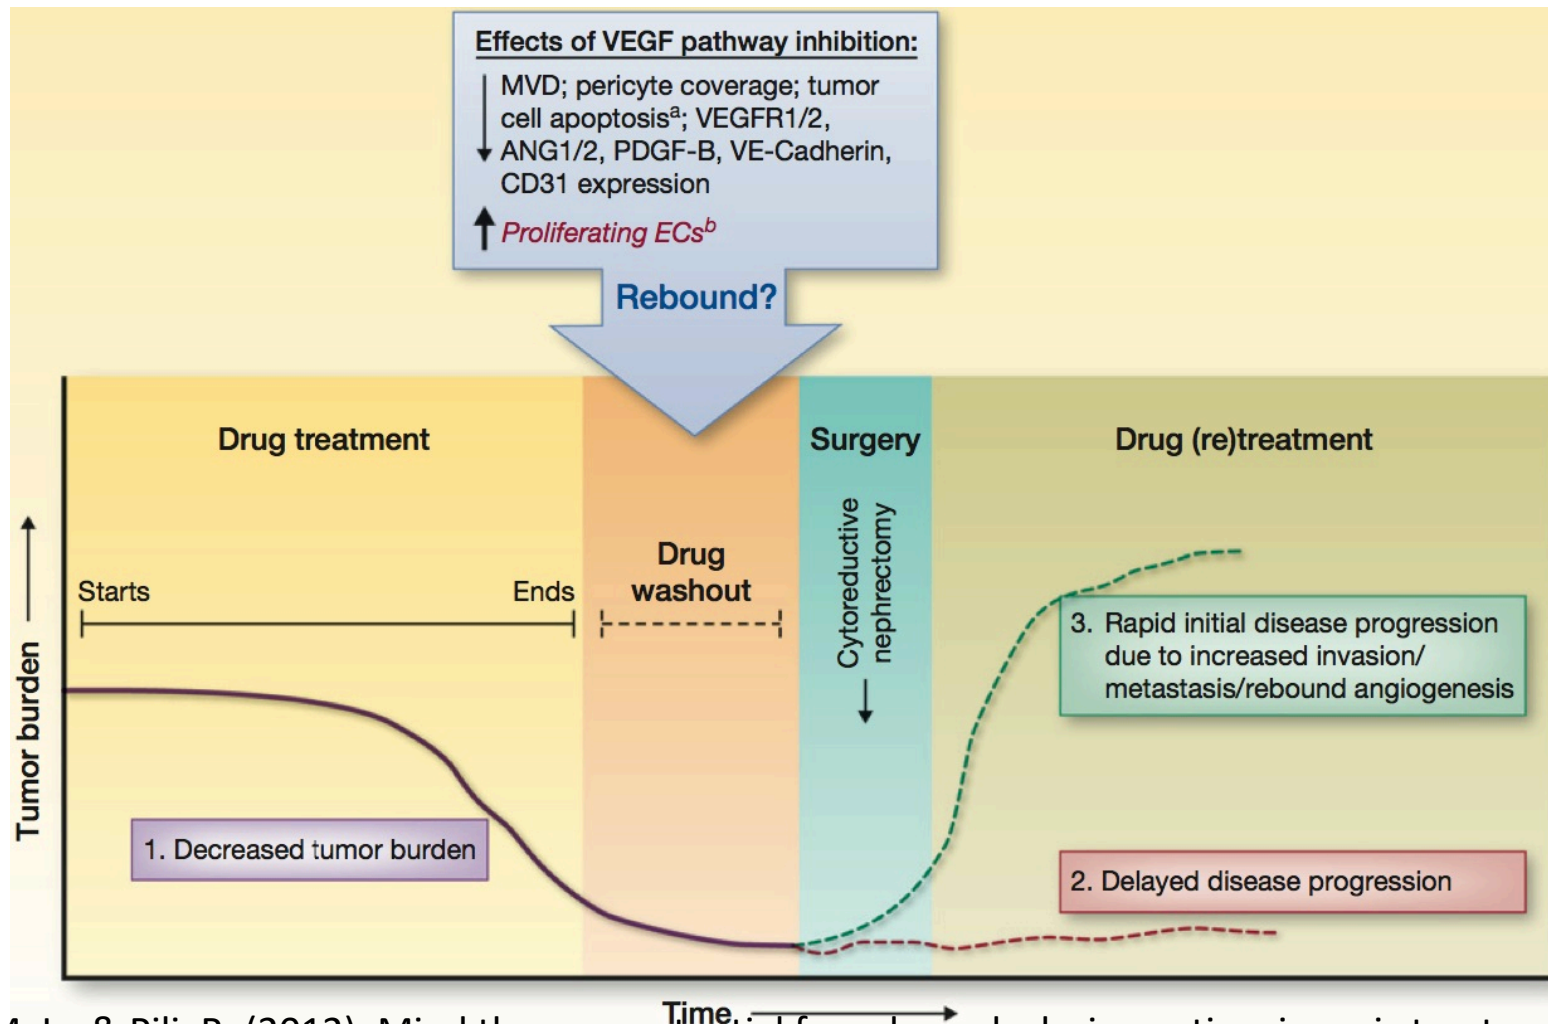 Effects of VEGF pathway inhibition:
MVD; pericyte coverage; tumor
cell apoptosisᵃ; VEGFR1/2,
ANG1/2, PDGF-B, VE-Cadherin,
CD31 expression
Proliferating ECsᵇ
Rebound?
Drug treatment
Surgery
Drug (re)treatment
Starts
Ends
Drug
washout
Cytoreductive
nephrectomy
Tumor burden
1. Decreased tumor burden
3. Rapid initial disease progression
due to increased invasion/
metastasis/rebound angiogenesis
2. Delayed disease progression
Time